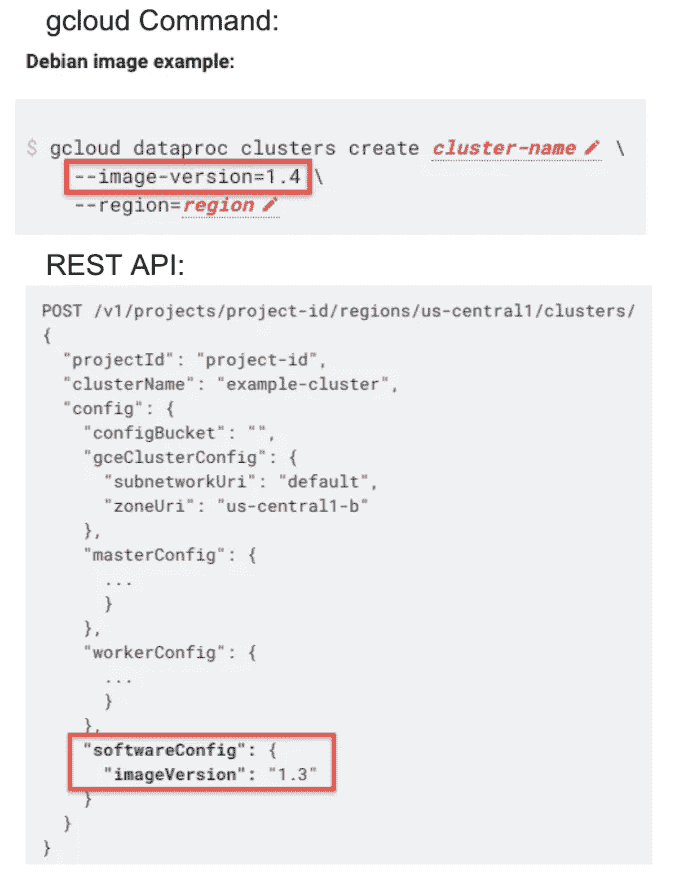 gcloud Command:
Debian image example:
$ gcloud dataproc clusters create cluster-name \
--image-version=1.4 \
--region=region
REST API:
POST /v1/projects/project-id/regions/us-central1/clusters/
{
"projectId": "project-id",
"clusterName": "example-cluster",
"config": {
"configBucket": "",
"gceClusterConfig": {
"subnetworkUri": "default",
"zoneUri": "us-central1-b"
},
"masterConfig": {
...
}
},
"workerConfig": {
...
}
},
"softwareConfig": {
"imageVersion": "1.3"
}
}
}